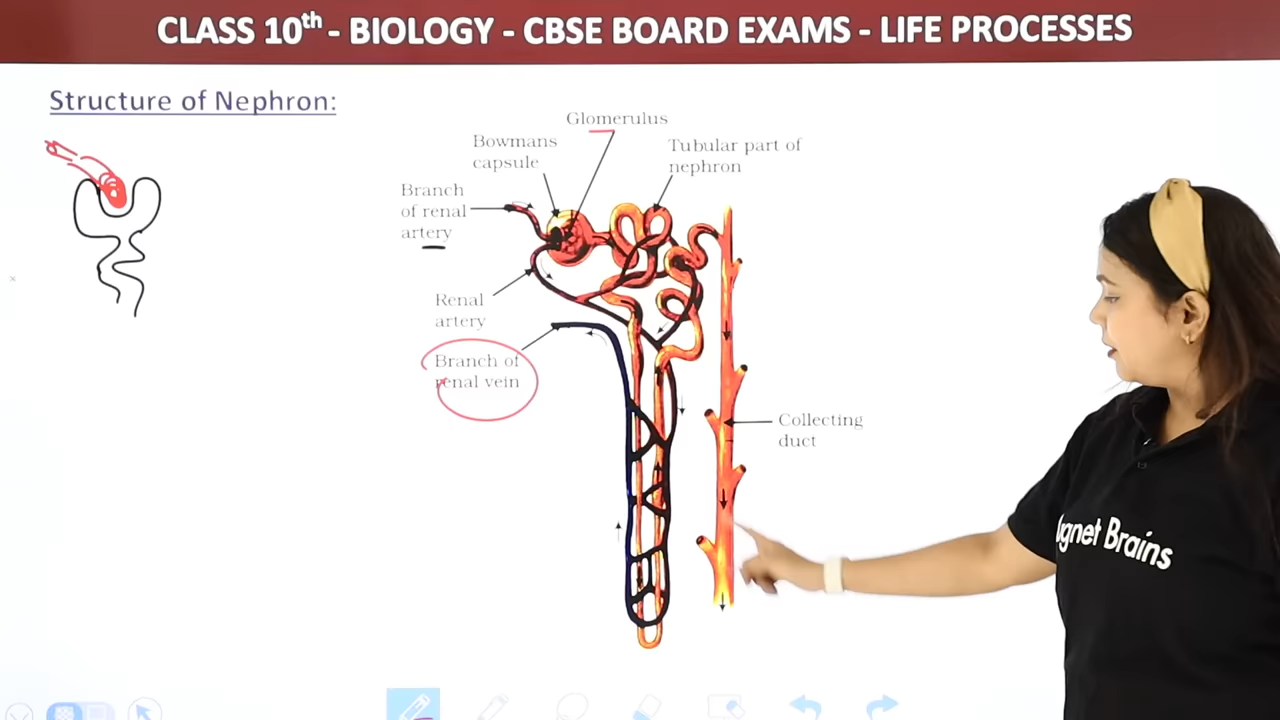 CLASS 10th - BIOLOGY - CBSE BOARD EXAMS - LIFE PROCESSES
Structure of Nephron:
Glomerulus
Bowmans
capsule
Tubular part of
nephron
Branch
of renal
artery
Renal
artery
Branch of
renal vein
Collecting
duct
Brains